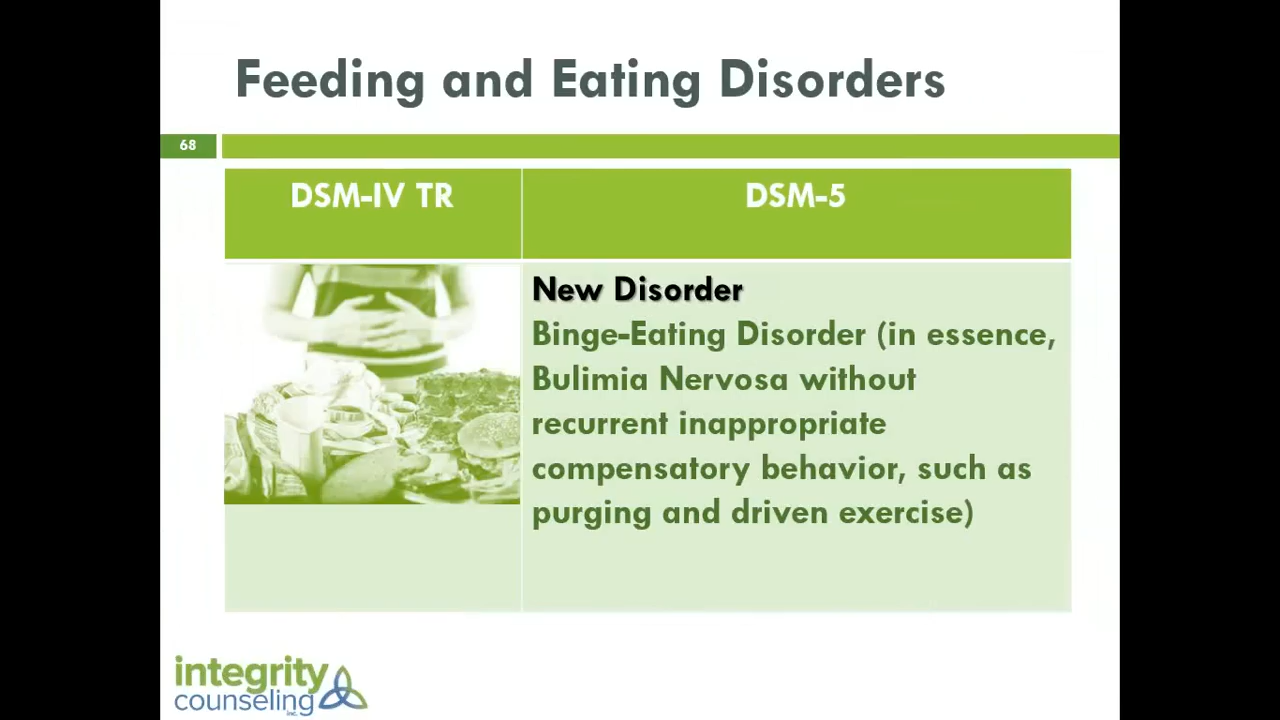 Feeding and Eating Disorders
68
DSM-IV TR
DSM-5
New Disorder
Binge-Eating Disorder (in essence,
Bulimia Nervosa without
recurrent inappropriate
compensatory behavior, such as
purging and driven exercise)
integrity
counseling
inc.